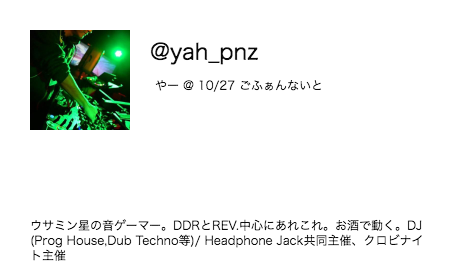 @yah_pnz
やー @ 10/27 ごふぁんないと
ウサミン星の音ゲーマー。DDRとREV.中心にあれこれ。お酒で動く。DJ
(Prog House,Dub Techno等)/ Headphone Jack共同主催、クロビナイ
ト主催